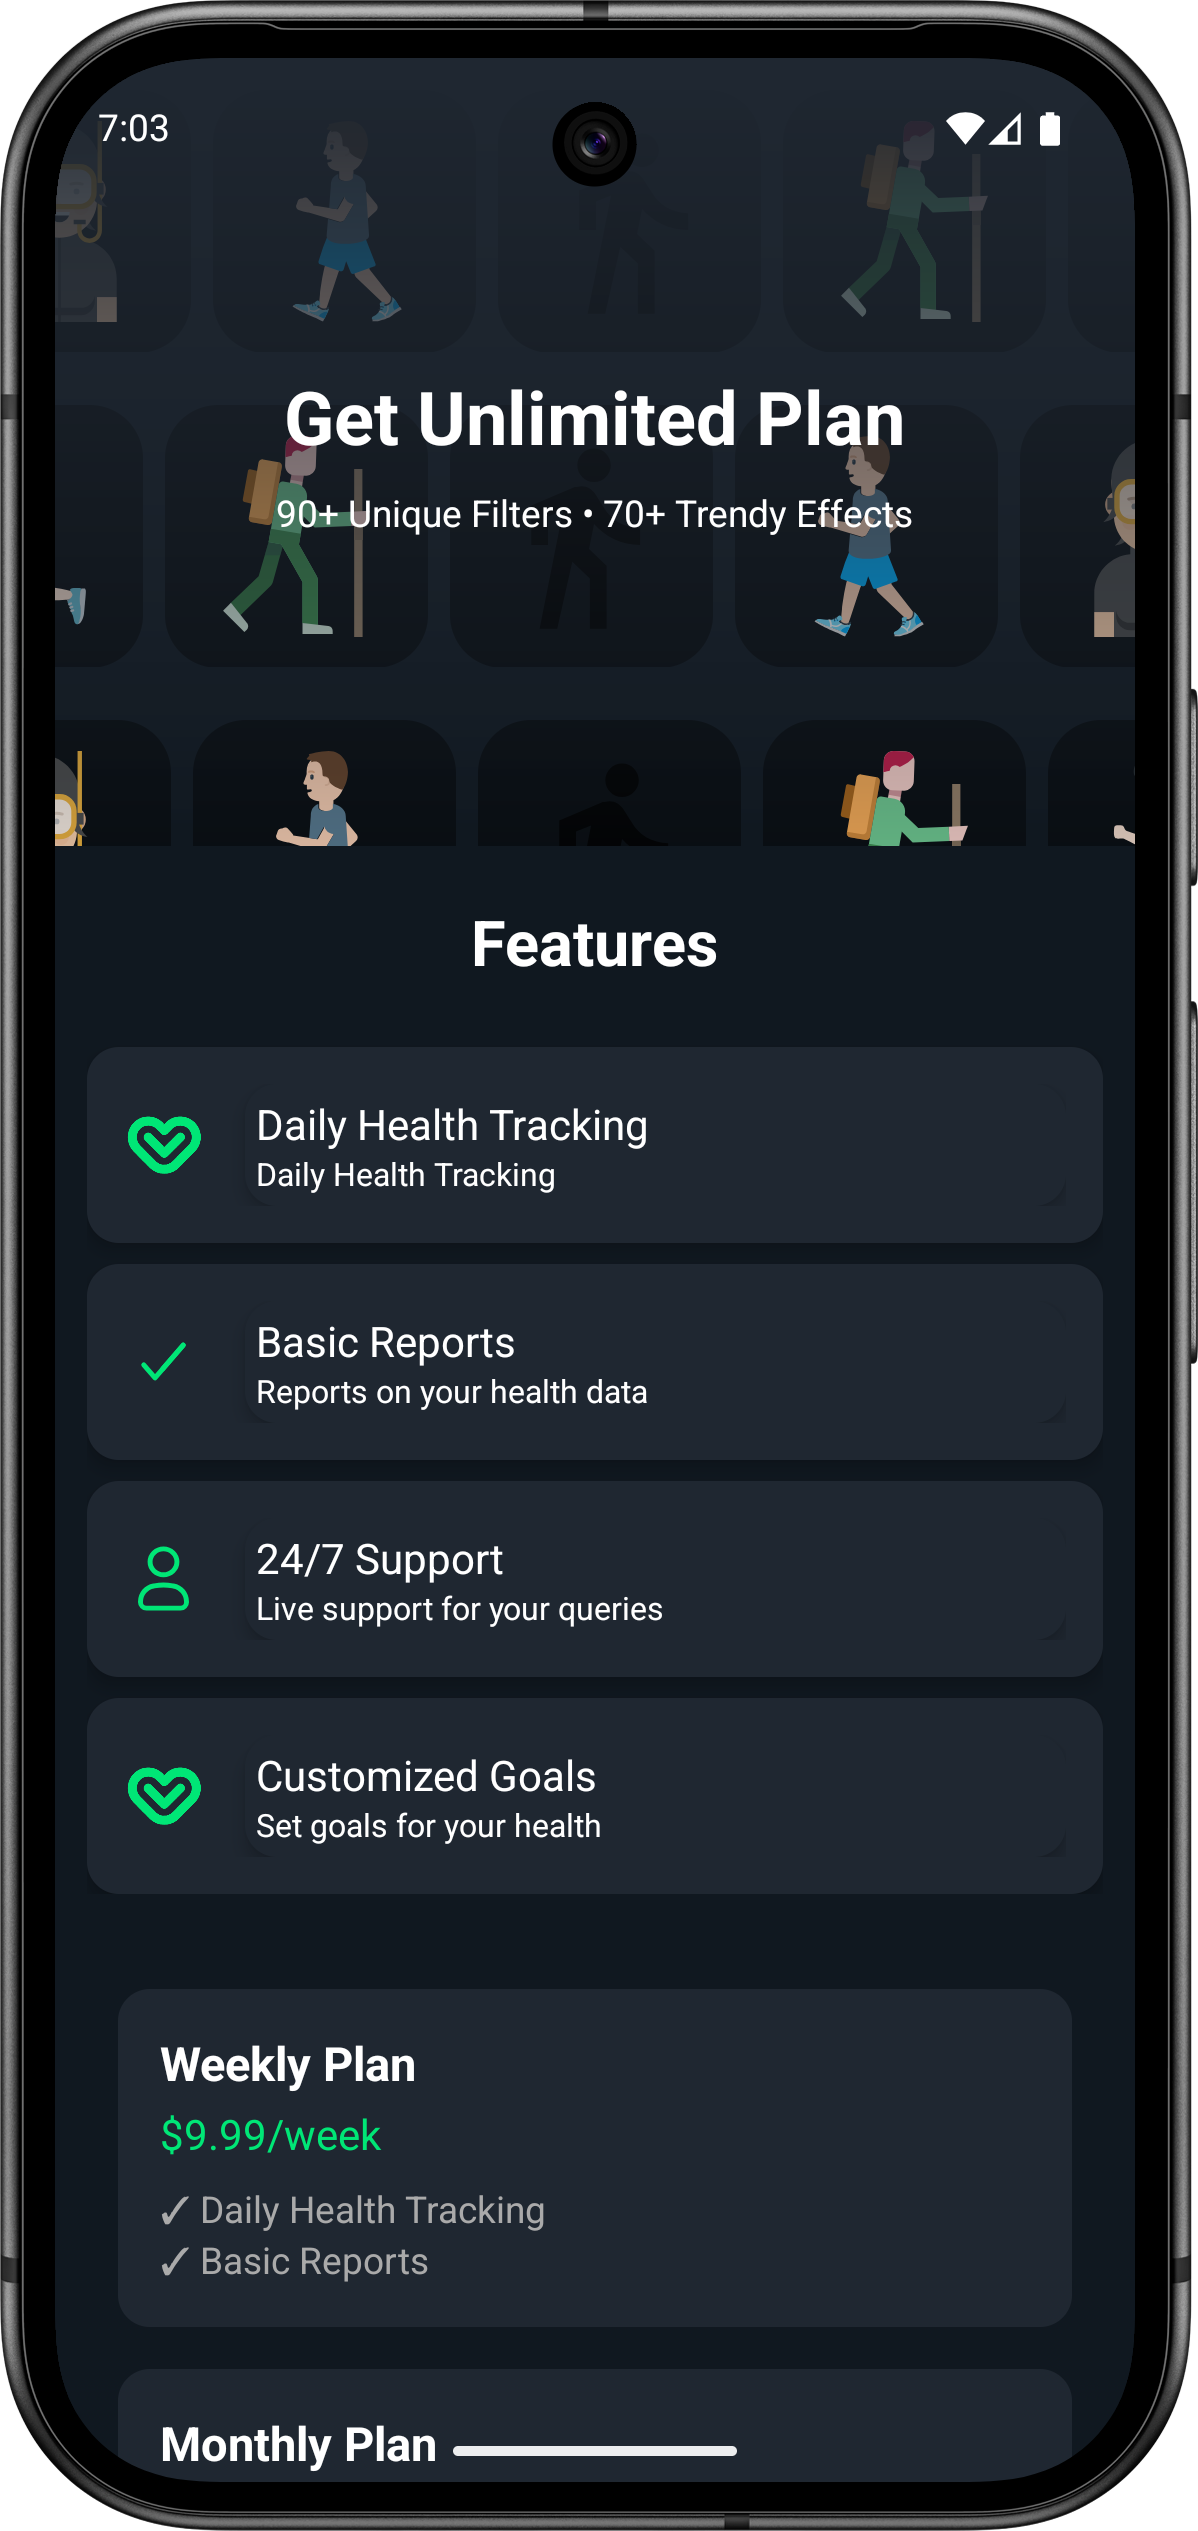 7:03
Get Unlimited Plan
90+ Unique Filters • 70+ Trendy Effects
Features
Daily Health Tracking
Daily Health Tracking
Basic Reports
Reports on your health data
24/7 Support
Live support for your queries
Customized Goals
Set goals for your health
Weekly Plan
$9.99/week
✓ Daily Health Tracking
✓ Basic Reports
Monthly Plan